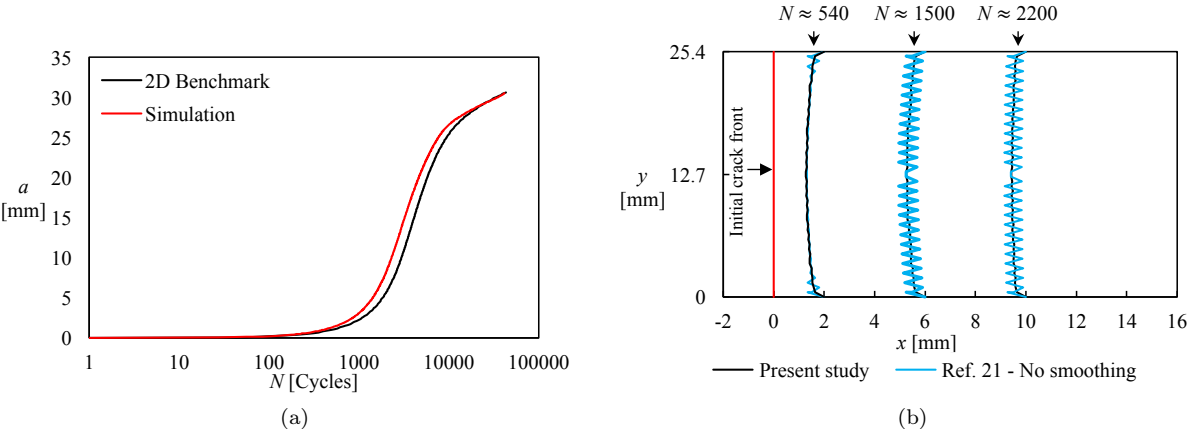 35
30
25
20
15
10
5
0
a
[mm]
2D Benchmark
Simulation
1 10 100 1000 10000 100000
N [Cycles]
(a)
N ≈ 540 N ≈ 1500 N ≈ 2200
25.4
12.7
0
y
[mm]
Initial crack front
-2 0 2 4 6 8 10 12 14 16
x [mm]
Present study Ref. 21 - No smoothing
(b)